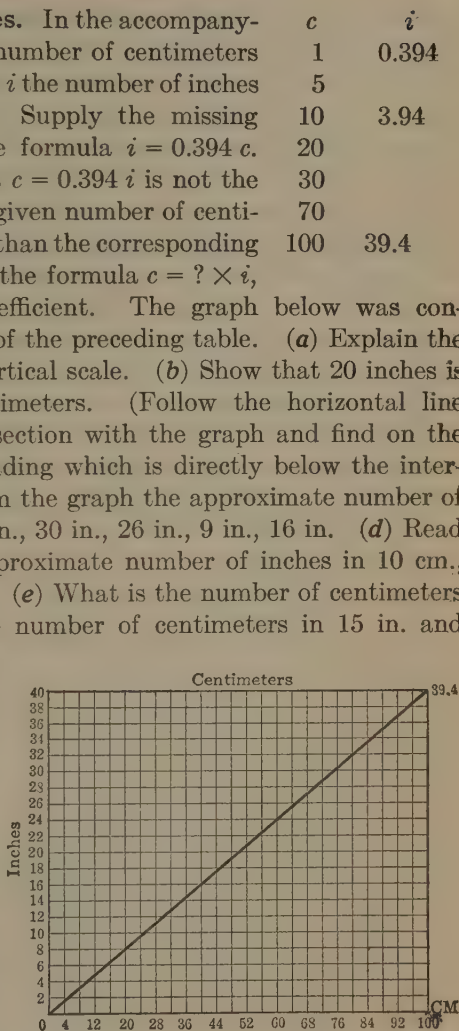 es. In the accompany- c i
number of centimeters 1 0.394
i the number of inches 5
Supply the missing 10 3.94
e formula i = 0.394 c. 20
c = 0.394 i is not the 30
given number of centi- 70
than the corresponding 100 39.4
the formula c = ? × i,
efficient. The graph below was con-
of the preceding table. (a) Explain the
rtical scale. (b) Show that 20 inches is
imeters. (Follow the horizontal line
section with the graph and find on the
ding which is directly below the inter-
m the graph the approximate number of
n., 30 in., 26 in., 9 in., 16 in. (d) Read
proximate number of inches in 10 cm.,
(e) What is the number of centimeters
number of centimeters in 15 in. and
Centimeters
40 39.4
38
36
34
32
30
28
26
24
22
20
18
16
14
12
10
8
6
4
2
Inches
CM
0 4 12 20 28 36 44 52 60 68 76 84 92 100